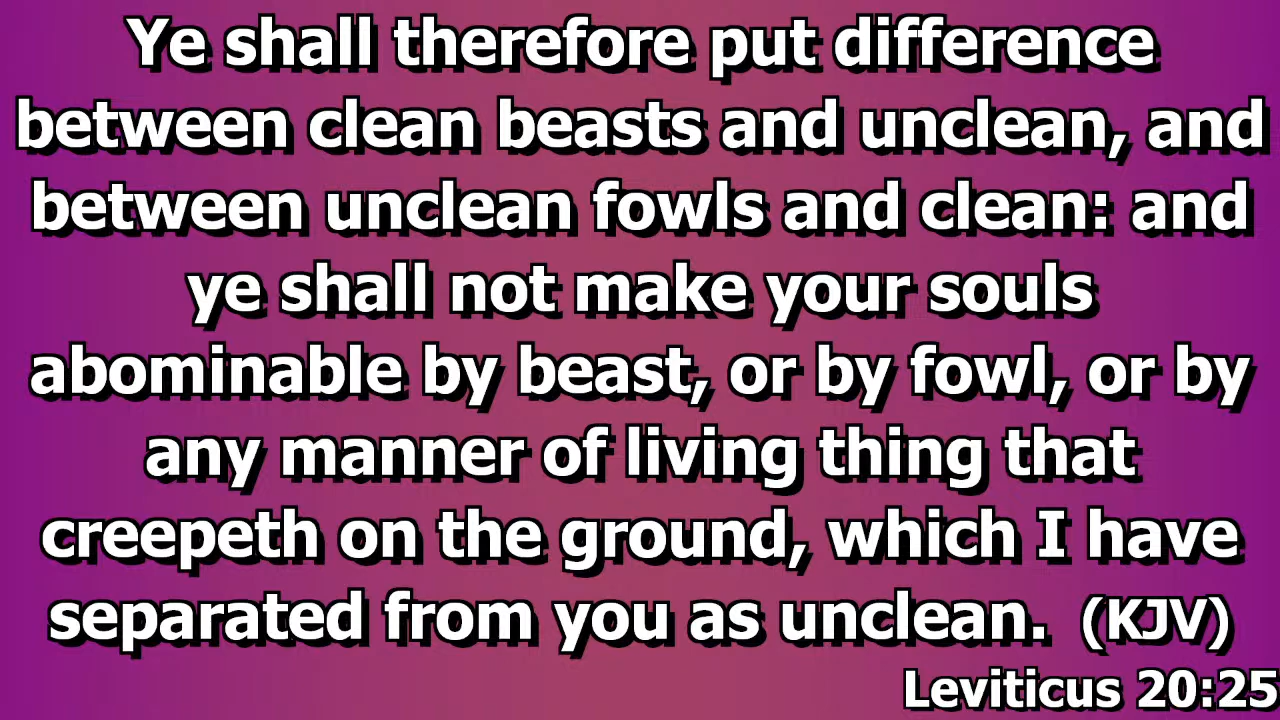 Ye shall therefore put difference
between clean beasts and unclean, and
between unclean fowls and clean: and
ye shall not make your souls
abominable by beast, or by fowl, or by
any manner of living thing that
creepeth on the ground, which I have
separated from you as unclean. (KJV)
Leviticus 20:25